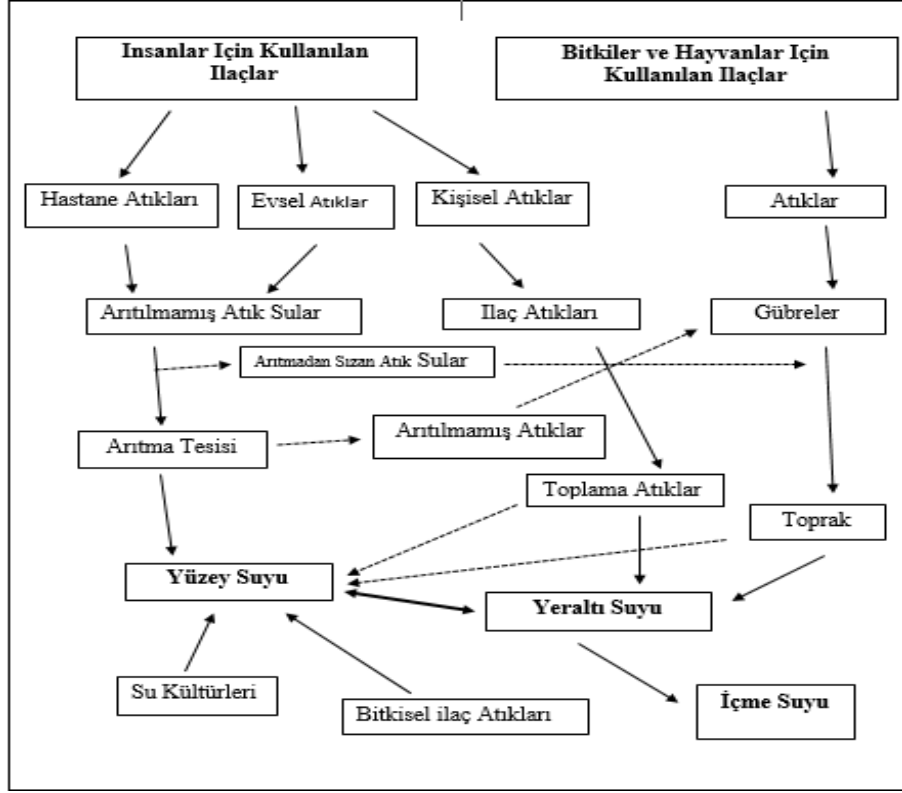 Insanlar Için Kullanılan
Ilaçlar
Bitkiler ve Hayvanlar Için
Kullanılan Ilaçlar
Hastane Atıkları
Evsel Atıklar
Kişisel Atıklar
Atıklar
Arıtılmamış Atık Sular
Ilaç Atıkları
Gübreler
Arıtmadan Sızan Atık Sular
Arıtma Tesisi
Arıtılmamış Atıklar
Toplama Atıklar
Toprak
Yüzey Suyu
Yeraltı Suyu
Su Kültürleri
Bitkisel ilaç Atıkları
İçme Suyu